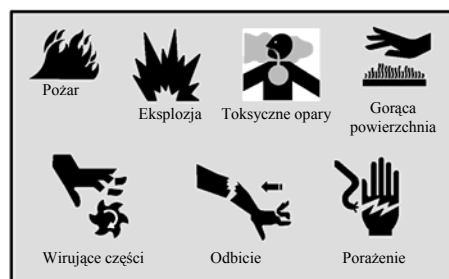 Pożar
Eksplozja
Toksyczne opary
Gorąca
powierzchnia
Wirujące części
Odbicie
Porażenie